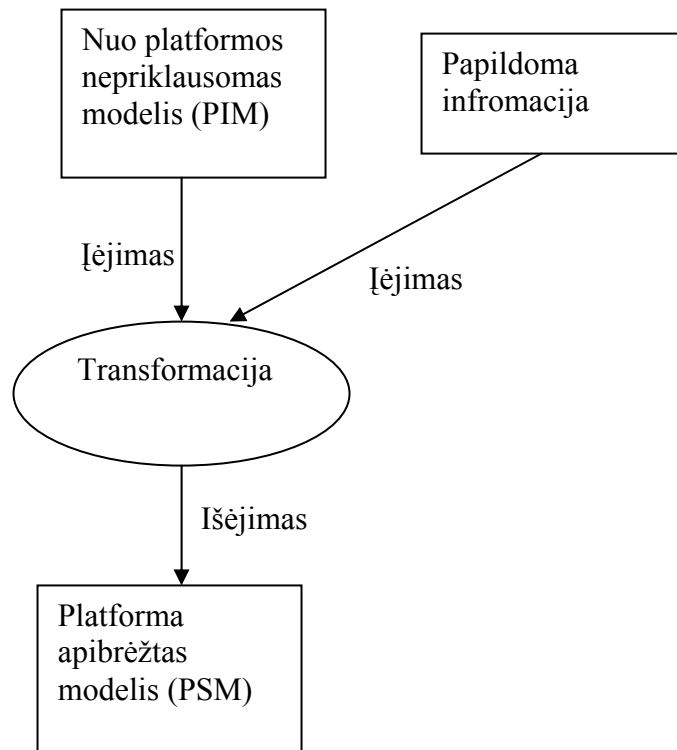 Nuo platformos
nepriklausomas
modelis (PIM)
Papildoma
infromacija
Įėjimas
Įėjimas
Transformacija
Išėjimas
Platforma
apibrėžtas
modelis (PSM)